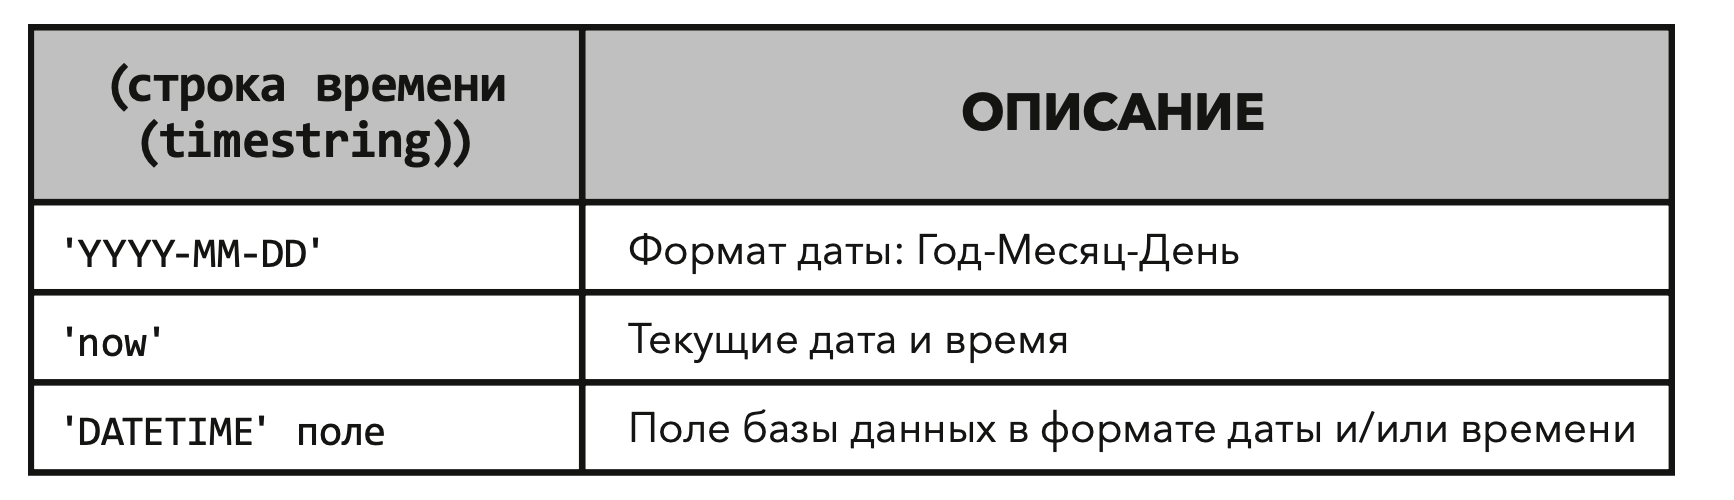 (строка времени
(timestring))
ОПИСАНИЕ
'YYYY-MM-DD'
Формат даты: Год-Месяц-День
'now'
Текущие дата и время
'DATETIME' поле
Поле базы данных в формате даты и/или времени